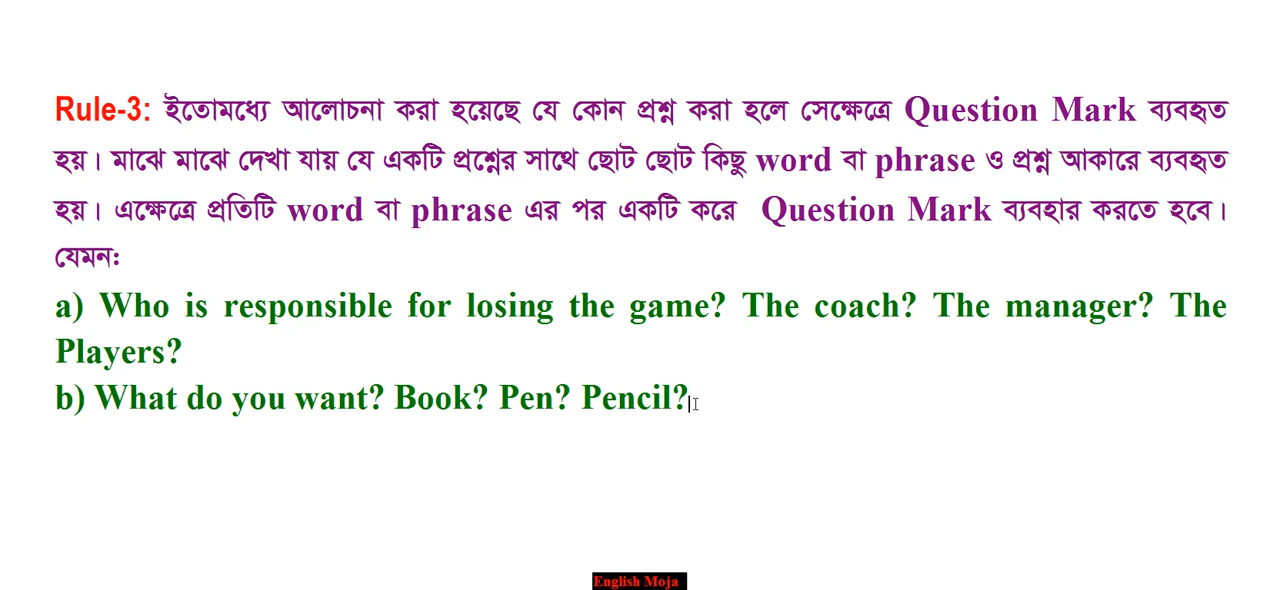 Rule-3: ইতোমধ্যে আলোচনা করা হয়েছে যে কোন প্রশ্ন করা হলে সেক্ষেত্রে Question Mark ব্যবহৃত
হয়। মাঝে মাঝে দেখা যায় যে একটি প্রশ্নের সাথে ছোট ছোট কিছু word বা phrase ও প্রশ্ন আকারে ব্যবহৃত
হয়। এক্ষেত্রে প্রতিটি word বা phrase এর পর একটি করে Question Mark ব্যবহার করতে হবে।
যেমনঃ
a) Who is responsible for losing the game? The coach? The manager? The
Players?
b) What do you want? Book? Pen? Pencil?
English Moja